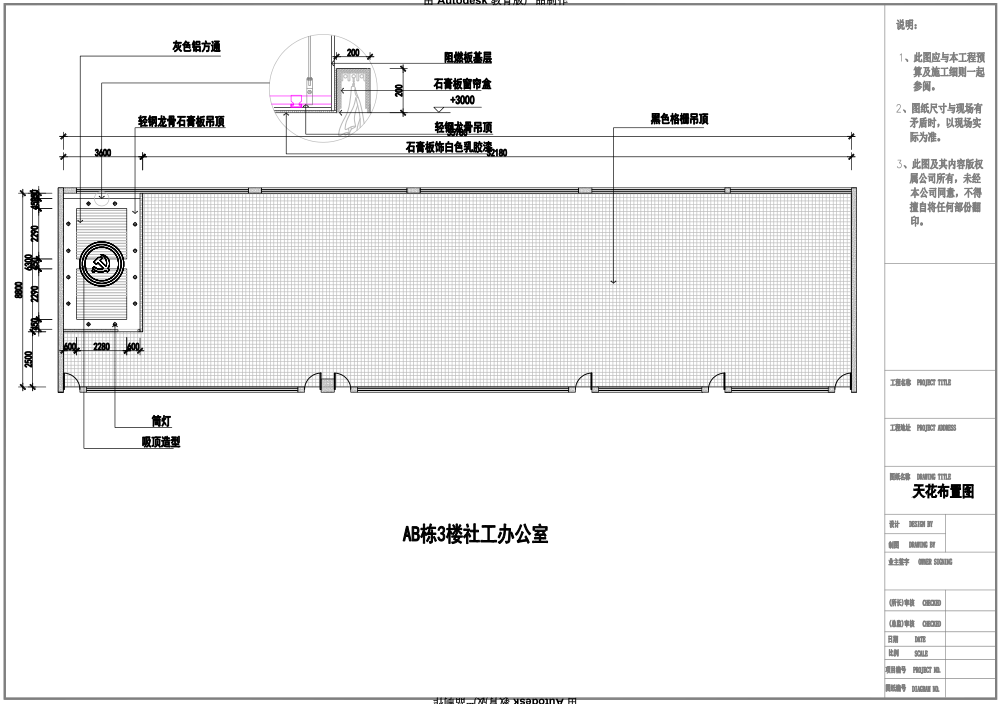 由 Autodesk 教育版产品制作
说明:
1、此图应与本工程预
算及施工细则一起
参阅。
2、图纸尺寸与现场有
矛盾时，以现场实
际为准。
3、此图及其内容版权
属公司所有，未经
本公司同意，不得
擅自将任何部份翻
印。
灰色铝方通
200
阻燃板基层
石膏板窗帘盒
200
+3000
轻钢龙骨石膏板吊顶
轻钢龙骨吊顶
黑色格栅吊顶
石膏板饰白色乳胶漆
3600
32180
2290
6300
8800
2290
450
2500
600
2280
600
筒灯
吸顶造型
AB栋3楼社工办公室
工程名称 PROJECT TITLE
工程地址 PROJECT ADDRESS
图纸名称 DRAWING TITLE
天花布置图
设计 DESIGN BY
制图 DRAWING BY
业主签字 OWNER SIGNING
(所长)审核 CHECKED
(总监)审核 CHECKED
日期 DATE
比例 SCALE
项目编号 PROJECT NO.
图纸编号 DIAGRAM NO.
由 Autodesk 教育版产品制作